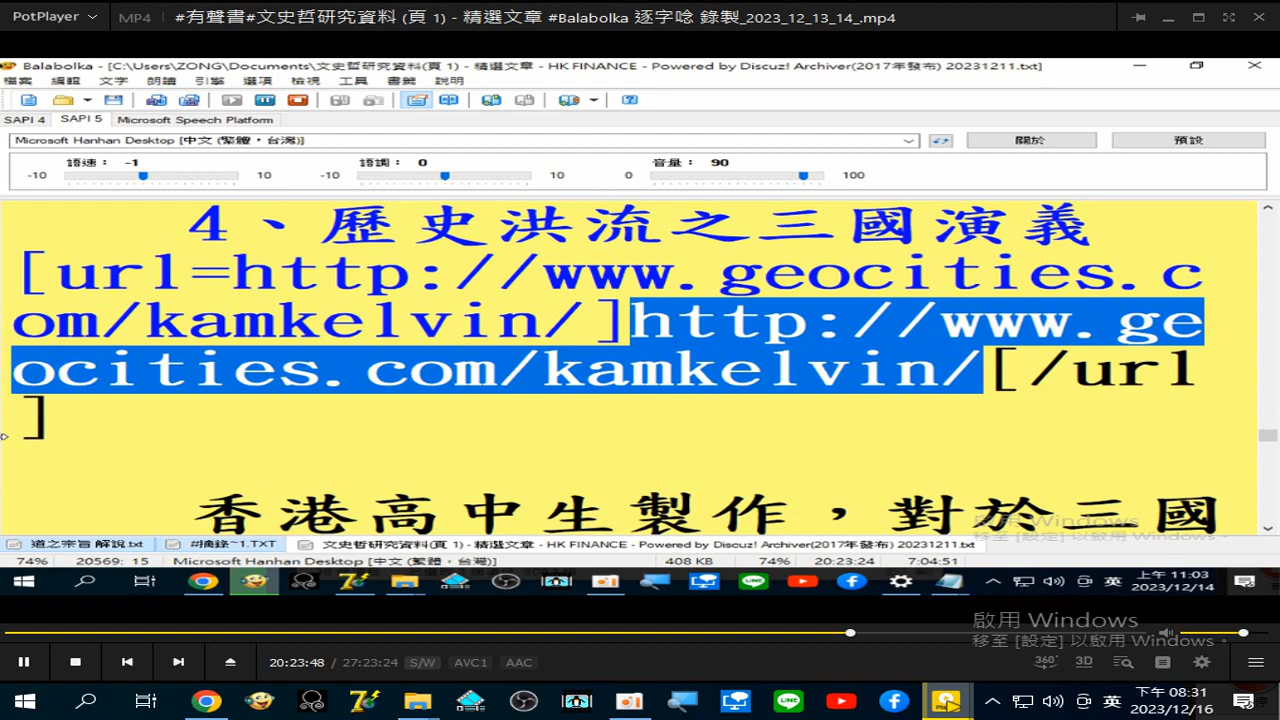 PotPlayer MP4 #有聲書#文史哲研究資料 (頁 1) - 精選文章 #Balabolka 逐字唸 錄製_2023_12_13_14_.mp4
Balabolka - [C:\Users\ZONG\Documents\文史哲研究資料(頁 1) - 精選文章 - HK FINANCE - Powered by Discuz! Archiver(2017年發布) 20231211.txt]
檔案 編輯 文字 朗讀 引擎 選項 檢視 工具 書籤 說明
SAPI 4 SAPI 5 Microsoft Speech Platform
Microsoft Hanhan Desktop [中文 (繁體，台灣)] 關於 預設
語速： -1 語調： 0 音量： 90
-10 10 -10 10 0 100
4、歷史洪流之三國演義
[url=http://www.geocities.c
om/kamkelvin/]http://www.ge
ocities.com/kamkelvin/[/url
]
香港高中生製作，對於三國
道之宗旨 解說.txt #摘錄~1.TXT 文史哲研究資料(頁 1) - 精選文章 - HK FINANCE - Powered by Discuz! Archiver(2017年發布) 20231211.txt
74% 20569: 15 Microsoft Hanhan Desktop [中文 (繁體，台灣)] 408 KB 74% 20:23:24 7:04:51
英 上午 11:03
2023/12/14
啟用 Windows
移至 [設定] 以啟用 Windows。
20:23:48 / 27:23:24 S/W AVC1 AAC 360° 3D
英 下午 08:31
2023/12/16